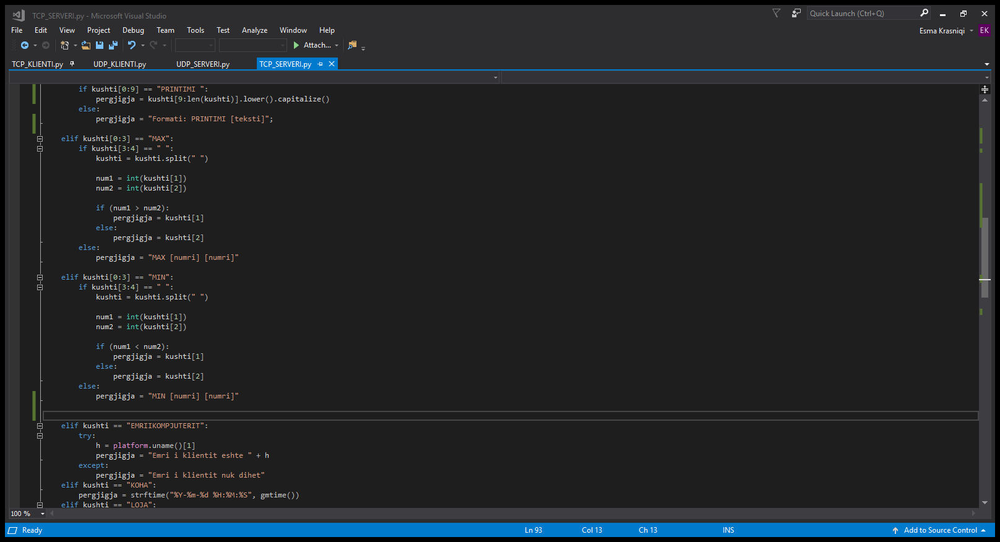 TCP_SERVERI.py - Microsoft Visual Studio
Quick Launch (Ctrl+Q)
File Edit View Project Debug Team Tools Test Analyze Window Help
Esma Krasniqi EK
Attach...
TCP_KLIENTI.py UDP_KLIENTI.py UDP_SERVERI.py TCP_SERVERI.py
if kushti[0:9] == "PRINTIMI ":
pergjigja = kushti[9:len(kushti)].lower().capitalize()
else:
pergjigja = "Formati: PRINTIMI [teksti]";
elif kushti[0:3] == "MAX":
if kushti[3:4] == " ":
kushti = kushti.split(" ")
num1 = int(kushti[1])
num2 = int(kushti[2])
if (num1 > num2):
pergjigja = kushti[1]
else:
pergjigja = kushti[2]
else:
pergjigja = "MAX [numri] [numri]"
elif kushti[0:3] == "MIN":
if kushti[3:4] == " ":
kushti = kushti.split(" ")
num1 = int(kushti[1])
num2 = int(kushti[2])
if (num1 < num2):
pergjigja = kushti[1]
else:
pergjigja = kushti[2]
else:
pergjigja = "MIN [numri] [numri]"
elif kushti == "EMRIIKOMPJUTERIT":
try:
h = platform.uname()[1]
pergjigja = "Emri i klientit eshte " + h
except:
pergjigja = "Emri i klientit nuk dihet"
elif kushti == "KOHA":
pergjigja = strftime("%Y-%m-%d %H:%M:%S", gmtime())
elif kushti == "LOJA":
100 %
Ready Ln 93 Col 13 Ch 13 INS Add to Source Control